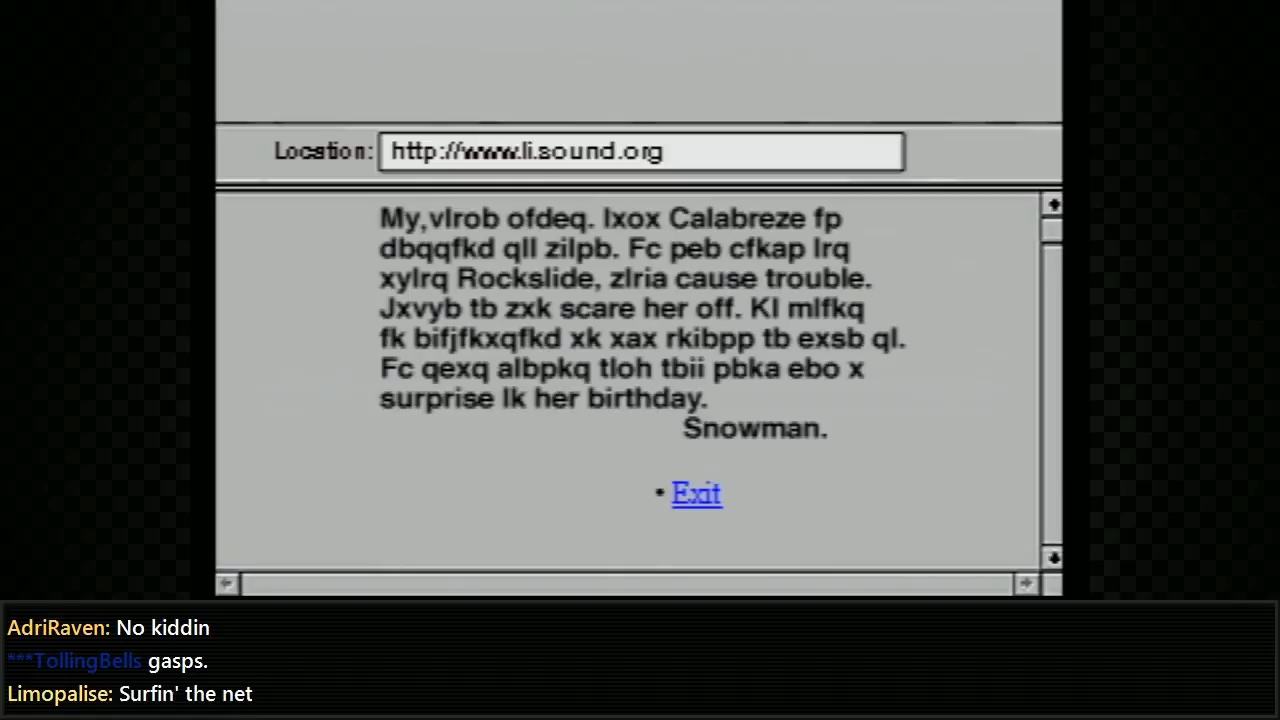 Location: http://www.li.sound.org
My,vlrob ofdeq. Ixox Calabreze fp
dbqqfkd qll zilpb. Fc peb cfkap lrq
xylrq Rockslide, zlria cause trouble.
Jxvyb tb zxk scare her off. Kl mlfkq
fk bifjfkxqfkd xk xax rkibpp tb exsb ql.
Fc qexq albpkq tloh tbii pbka ebo x
surprise lk her birthday.
Snowman.
• Exit
AdriRaven: No kiddin
***TollingBells gasps.
Limopalise: Surfin' the net